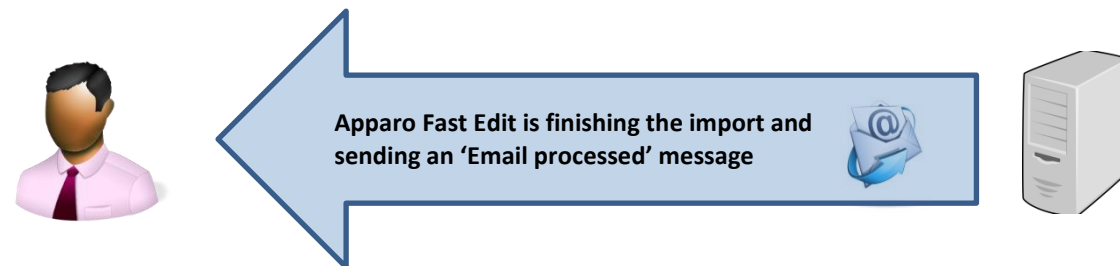 Apparo Fast Edit is finishing the import and
sending an ‘Email processed’ message
@